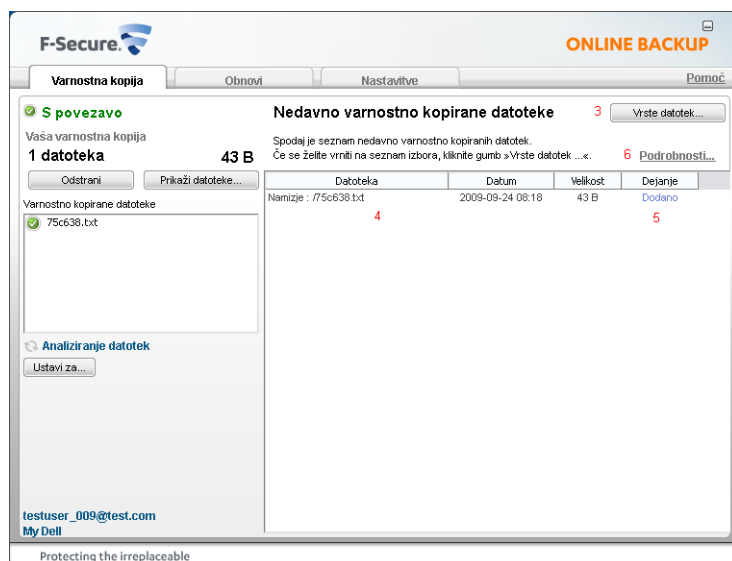 F-Secure.
ONLINE BACKUP
Varnostna kopija
Obnovi
Nastavitve
Pomoč
S povezavo
Vaša varnostna kopija
1 datoteka 43 B
Odstrani
Prikaži datoteke...
Varnostno kopirane datoteke
75c638.txt
Analiziranje datotek
Ustavi za...
testuser_009@test.com
My Dell
Nedavno varnostno kopirane datoteke
3
Vrste datotek...
Spodaj je seznam nedavno varnostno kopiranih datotek.
Če se želite vrniti na seznam izbora, kliknite gumb »Vrste datotek ...«.
6 Podrobnosti...
Datoteka Datum Velikost Dejanje
Namizje : /75c638.txt 2009-09-24 08:18 43 B Dodano
4
5
Protecting the irreplaceable